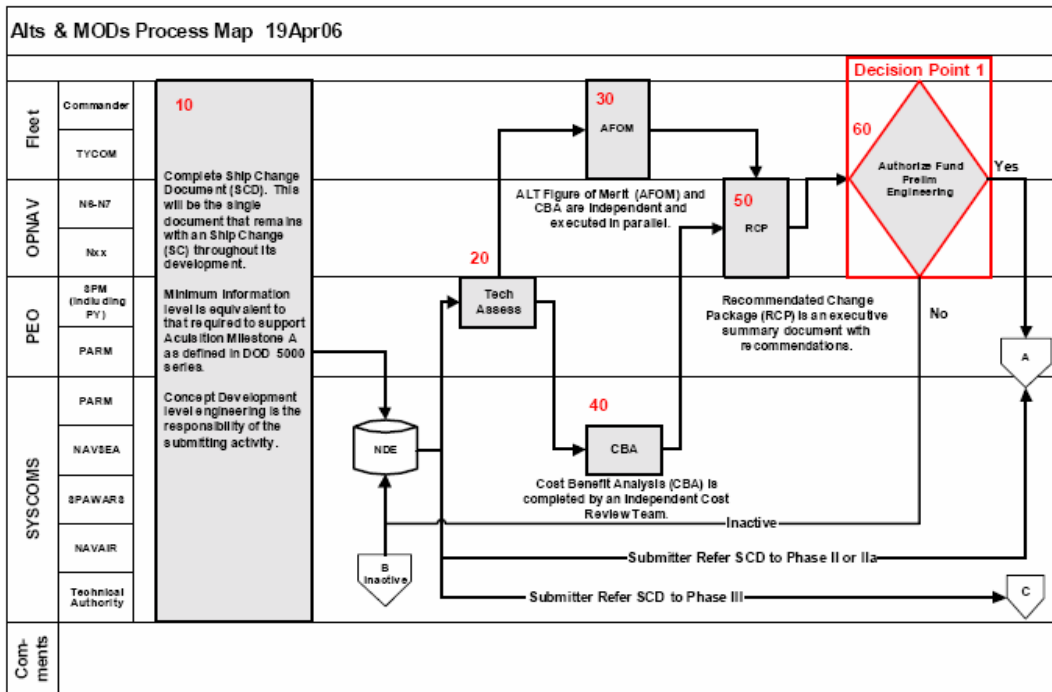 Alts & MODs Process Map 19Apr06
Decision Point 1
Fleet
Commander
TYCOM
OPNAV
N6-N7
Nxx
PEO
SPM
(Including
PY)
PARM
SYSCOMS
PARM
NAVSEA
SPAWARS
NAVAIR
Technical
Authority
Com-
ments
10
Complete Ship Change
Document (SCD). This
will be the single
document that remains
with an Ship Change
(SC) throughout its
development.
Minimum Information
level is equivalent to
that required to support
Acuisition Milestone A
as defined in DOD 5000
series.
Concept Development
level engineering is the
responsibility of the
submitting activity.
NDE
B
Inactive
20
Tech
Assess
30
AFOM
ALT Figure of Merit (AFOM) and
CBA are Independent and
executed in parallel.
40
CBA
Cost Benefit Analysis (CBA) is
completed by an Independent Cost
Review Team.
50
RCP
Recommended Change
Package (RCP) is an executive
summary document with
recommendations.
60
Authorize Fund
Prelim
Engineering
Yes
No
A
Inactive
Submitter Refer SCD to Phase II or IIa
Submitter Refer SCD to Phase III
C